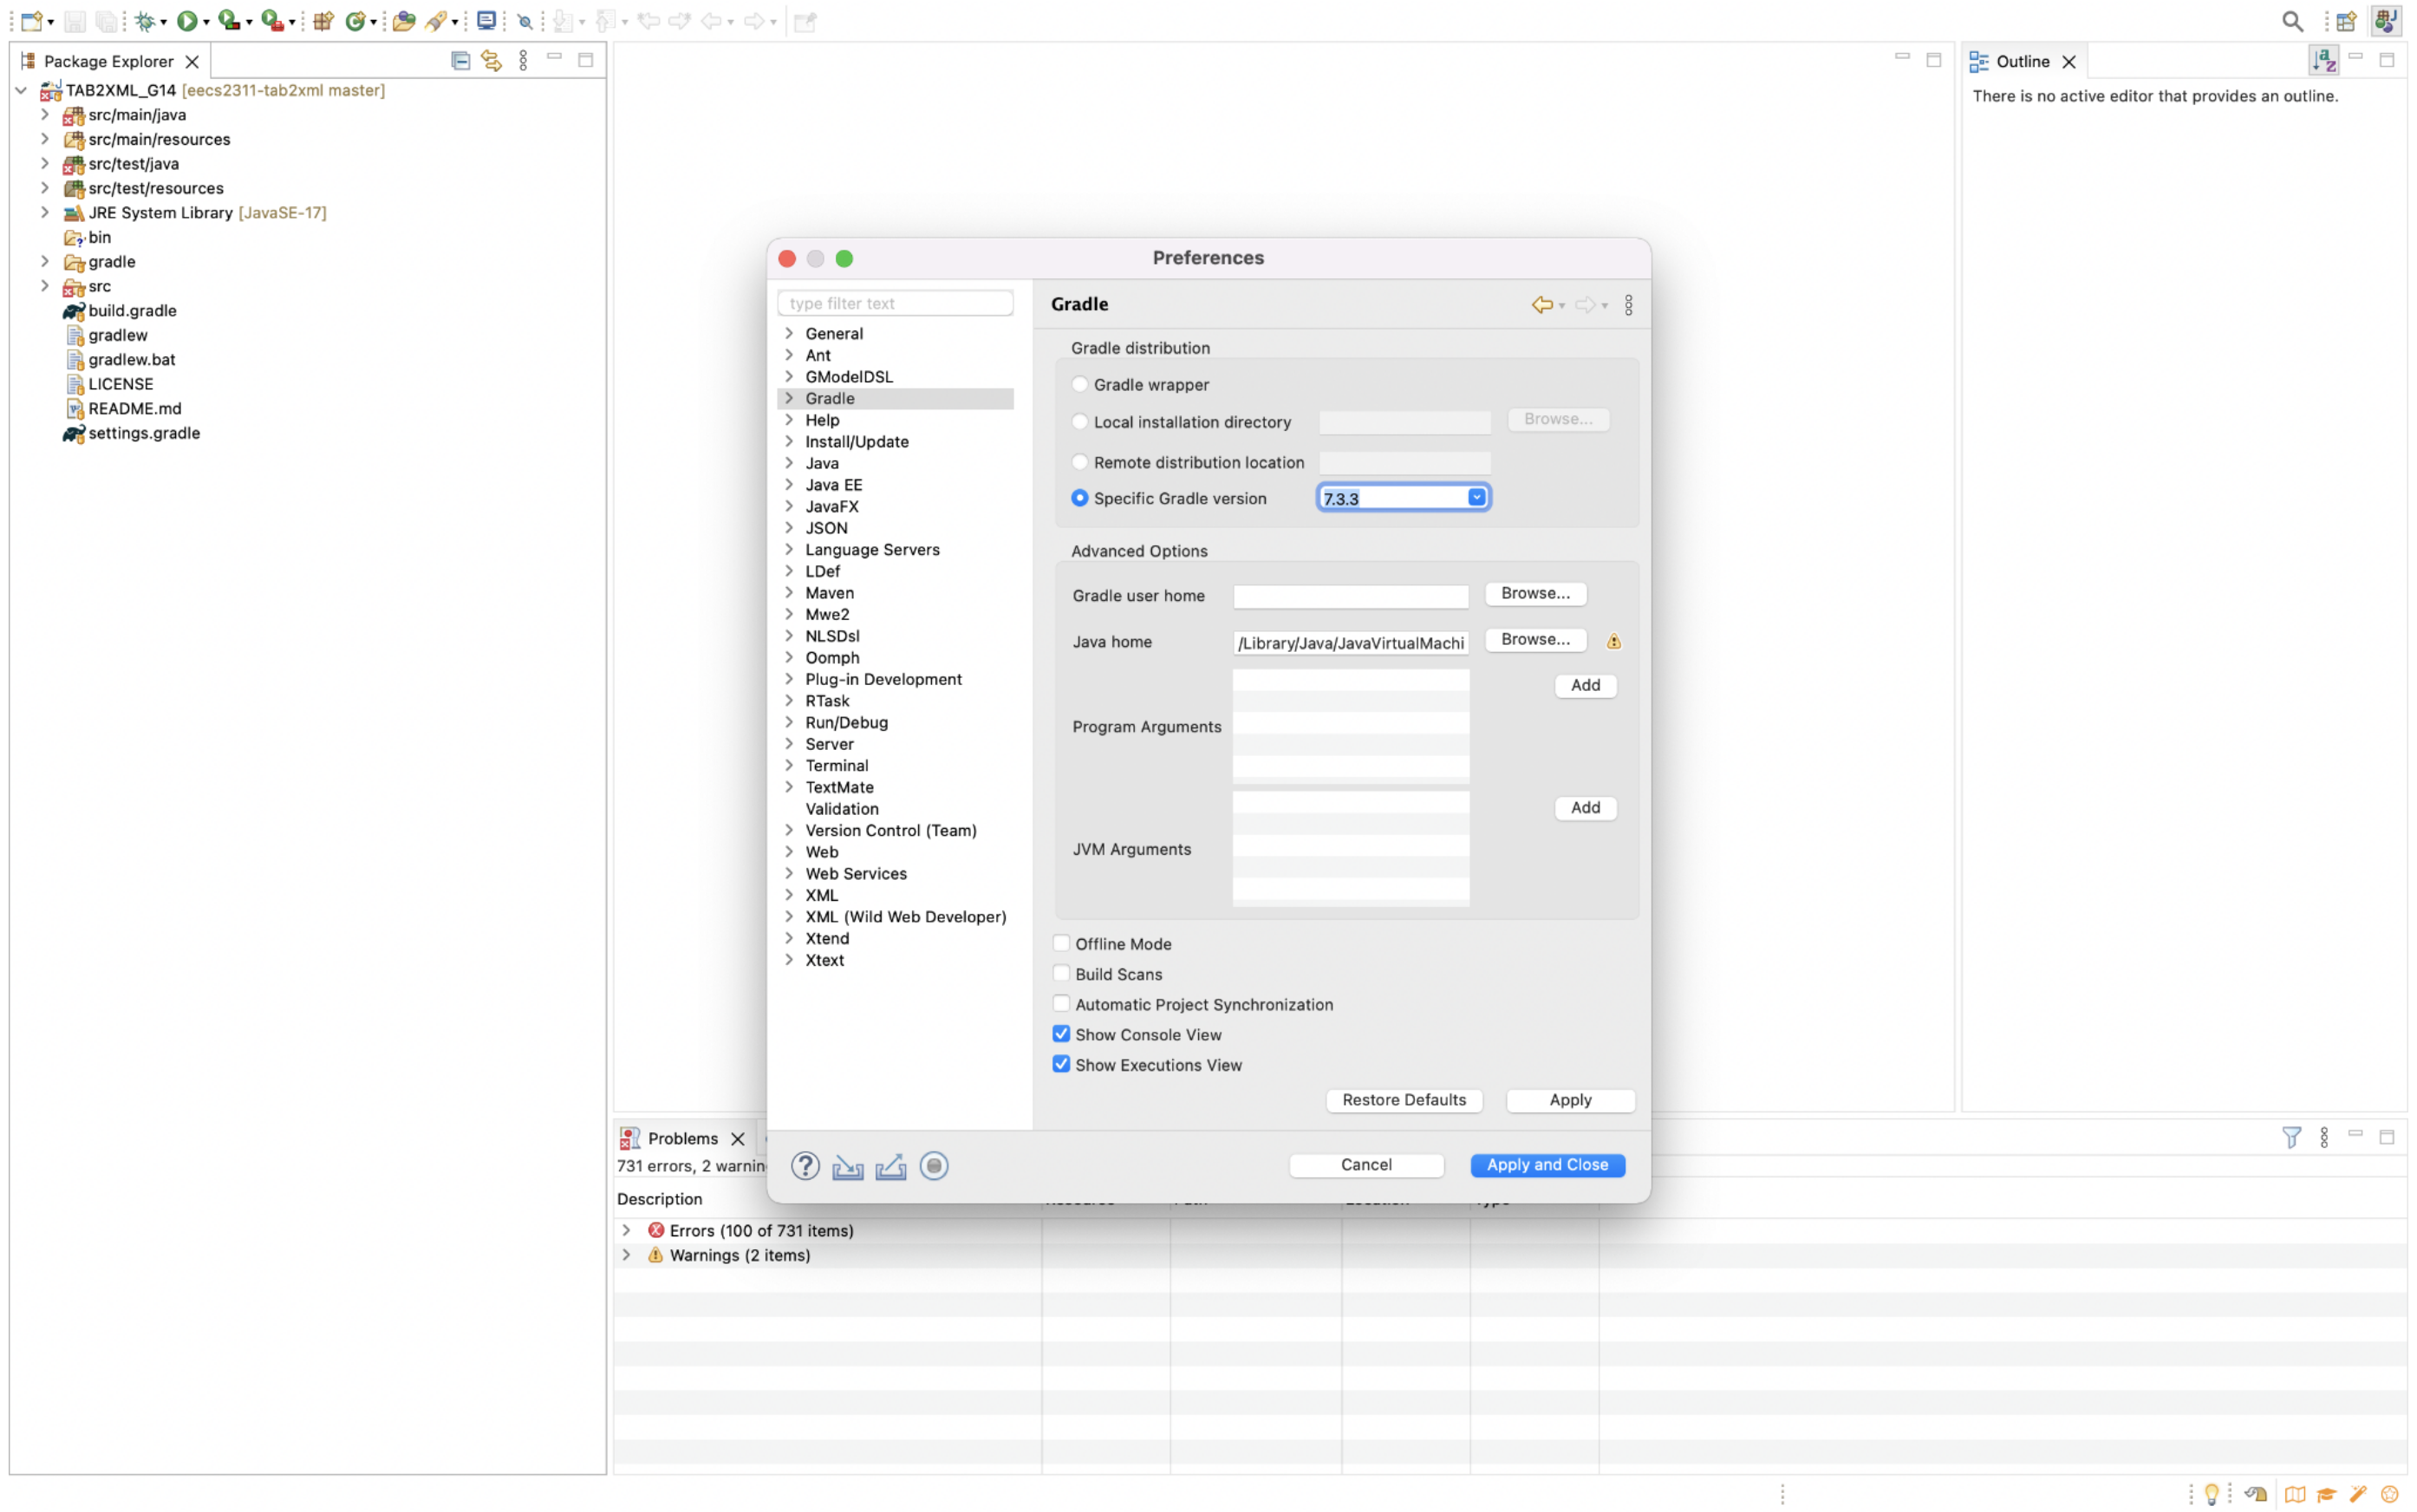 Package Explorer
TAB2XML_G14 [eecs2311-tab2xml master]
src/main/java
src/main/resources
src/test/java
src/test/resources
JRE System Library [JavaSE-17]
bin
gradle
src
build.gradle
gradlew
gradlew.bat
LICENSE
README.md
settings.gradle
Outline
There is no active editor that provides an outline.
Preferences
type filter text
General
Ant
GModelDSL
Gradle
Help
Install/Update
Java
Java EE
JavaFX
JSON
Language Servers
LDef
Maven
Mwe2
NLSDsl
Oomph
Plug-in Development
RTask
Run/Debug
Server
Terminal
TextMate
Validation
Version Control (Team)
Web
Web Services
XML
XML (Wild Web Developer)
Xtend
Xtext
Gradle
Gradle distribution
Gradle wrapper
Local installation directory
Browse...
Remote distribution location
Specific Gradle version
7.3.3
Advanced Options
Gradle user home
Browse...
Java home
/Library/Java/JavaVirtualMachi
Browse...
Program Arguments
Add
JVM Arguments
Add
Offline Mode
Build Scans
Automatic Project Synchronization
Show Console View
Show Executions View
Restore Defaults
Apply
Cancel
Apply and Close
Problems
731 errors, 2 warnin
Description
Errors (100 of 731 items)
Warnings (2 items)